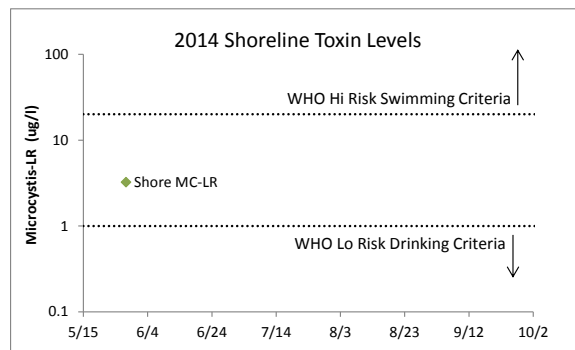 2014 Shoreline Toxin Levels
Microcystis-LR (ug/l)
100
10
1
0.1
WHO Hi Risk Swimming Criteria
Shore MC-LR
WHO Lo Risk Drinking Criteria
5/15 6/4 6/24 7/14 8/3 8/23 9/12 10/2